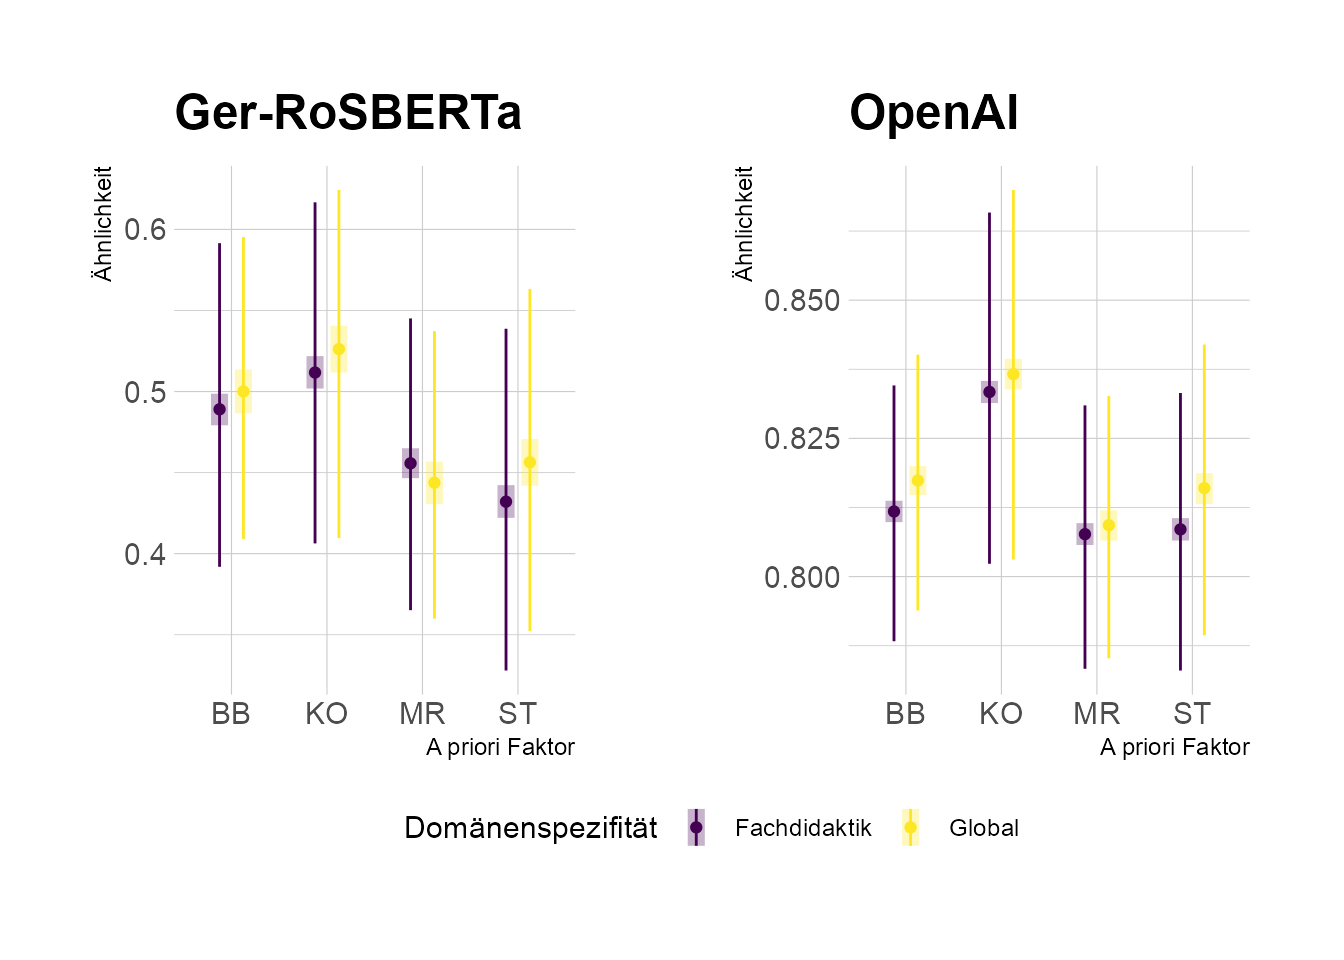 Ger-RoSBERTa
Ähnlichkeit
0.6
0.5
0.4
BB KO MR ST
A priori Faktor
OpenAI
Ähnlichkeit
0.850
0.825
0.800
BB KO MR ST
A priori Faktor
Domänenspezifität Fachdidaktik Global